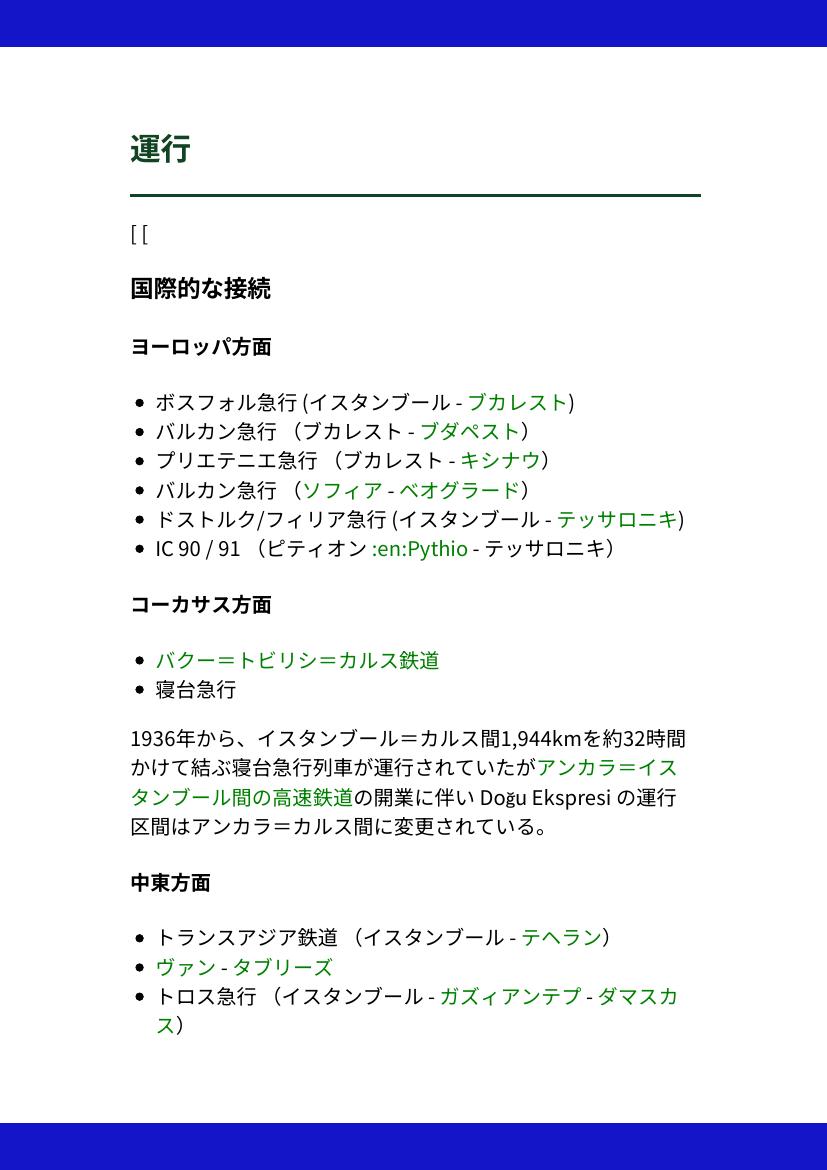 運行
[ [
国際的な接続
ヨーロッパ方面
ボスフォル急行 (イスタンブール - ブカレスト)
バルカン急行 （ブカレスト - ブダペスト）
プリエテニエ急行 （ブカレスト - キシナウ）
バルカン急行 （ソフィア - ベオグラード）
ドストルク/フィリア急行 (イスタンブール - テッサロニキ)
IC 90 / 91 （ピティオン :en:Pythio - テッサロニキ）
コーカサス方面
バクー＝トビリシ＝カルス鉄道
寝台急行
1936年から、イスタンブール＝カルス間1,944kmを約32時間
かけて結ぶ寝台急行列車が運行されていたがアンカラ＝イス
タンブール間の高速鉄道の開業に伴い Doğu Ekspresi の運行
区間はアンカラ＝カルス間に変更されている。
中東方面
トランスアジア鉄道 （イスタンブール - テヘラン）
ヴァン - タブリーズ
トロス急行 （イスタンブール - ガズィアンテプ - ダマスカ
ス）